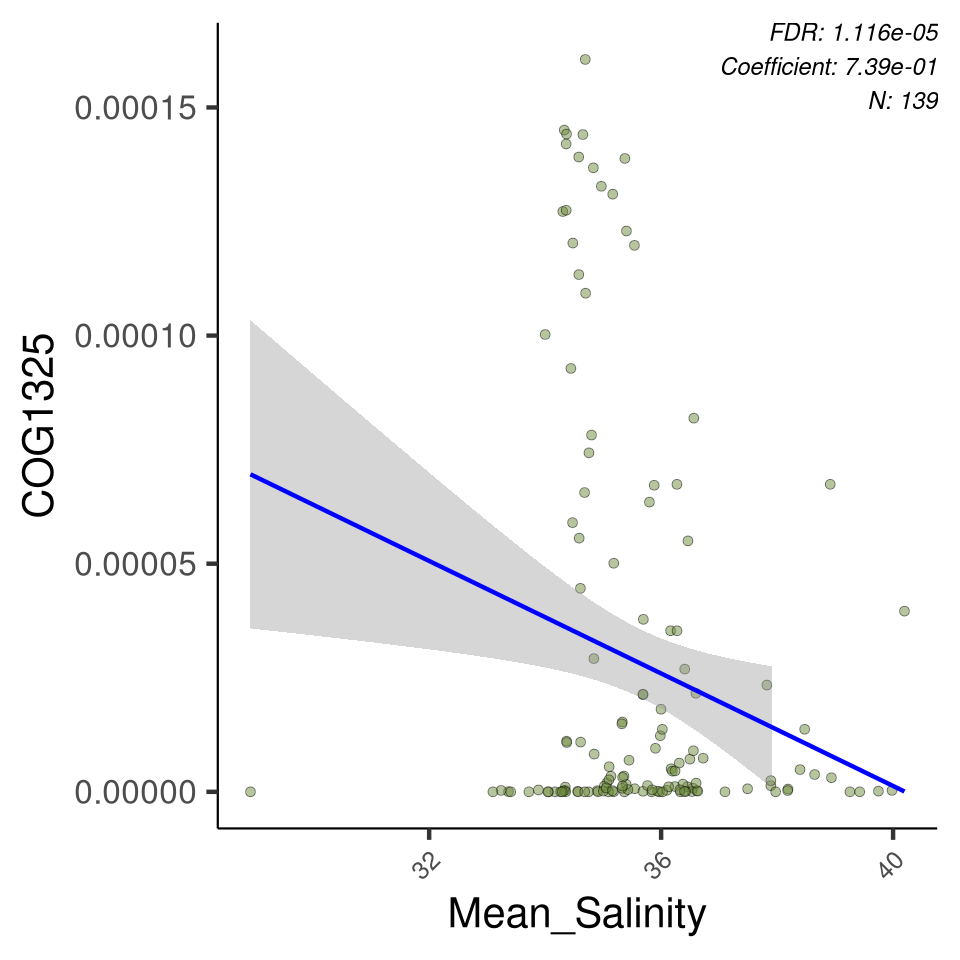 FDR: 1.116e-05
Coefficient: 7.39e-01
N: 139
COG1325
0.00015
0.00010
0.00005
0.00000
32
36
40
Mean_Salinity